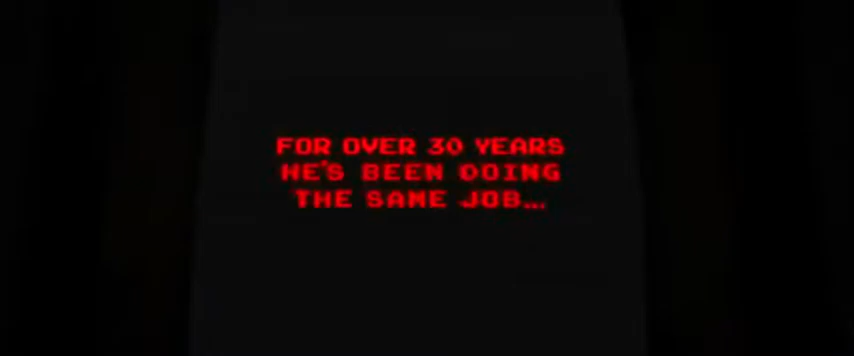 FOR OVER 30 YEARS
HE'S BEEN DOING
THE SAME JOB...